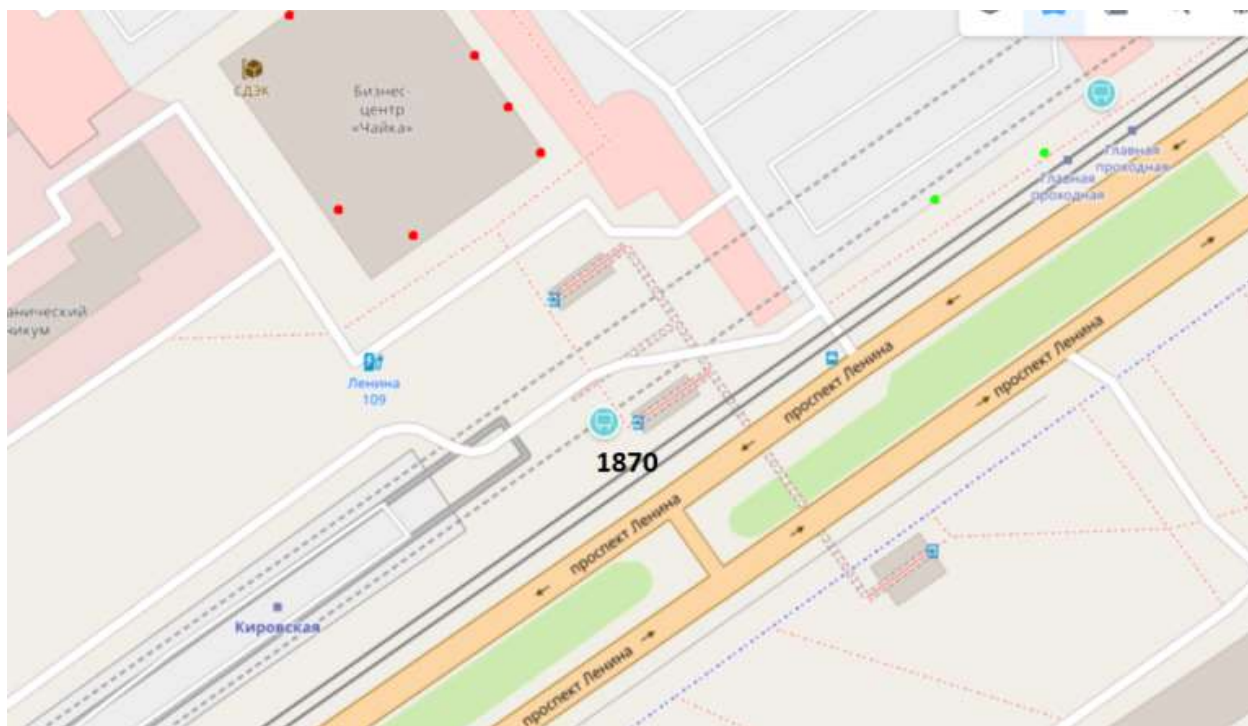 СДЭК
Бизнес-
центр
«Чайка»
Главная
проходная
Главная
проходная
анический
никум
Ленина
109
проспект Ленина
проспект Ленина
1870
проспект Ленина
Кировская
проспект Ленина